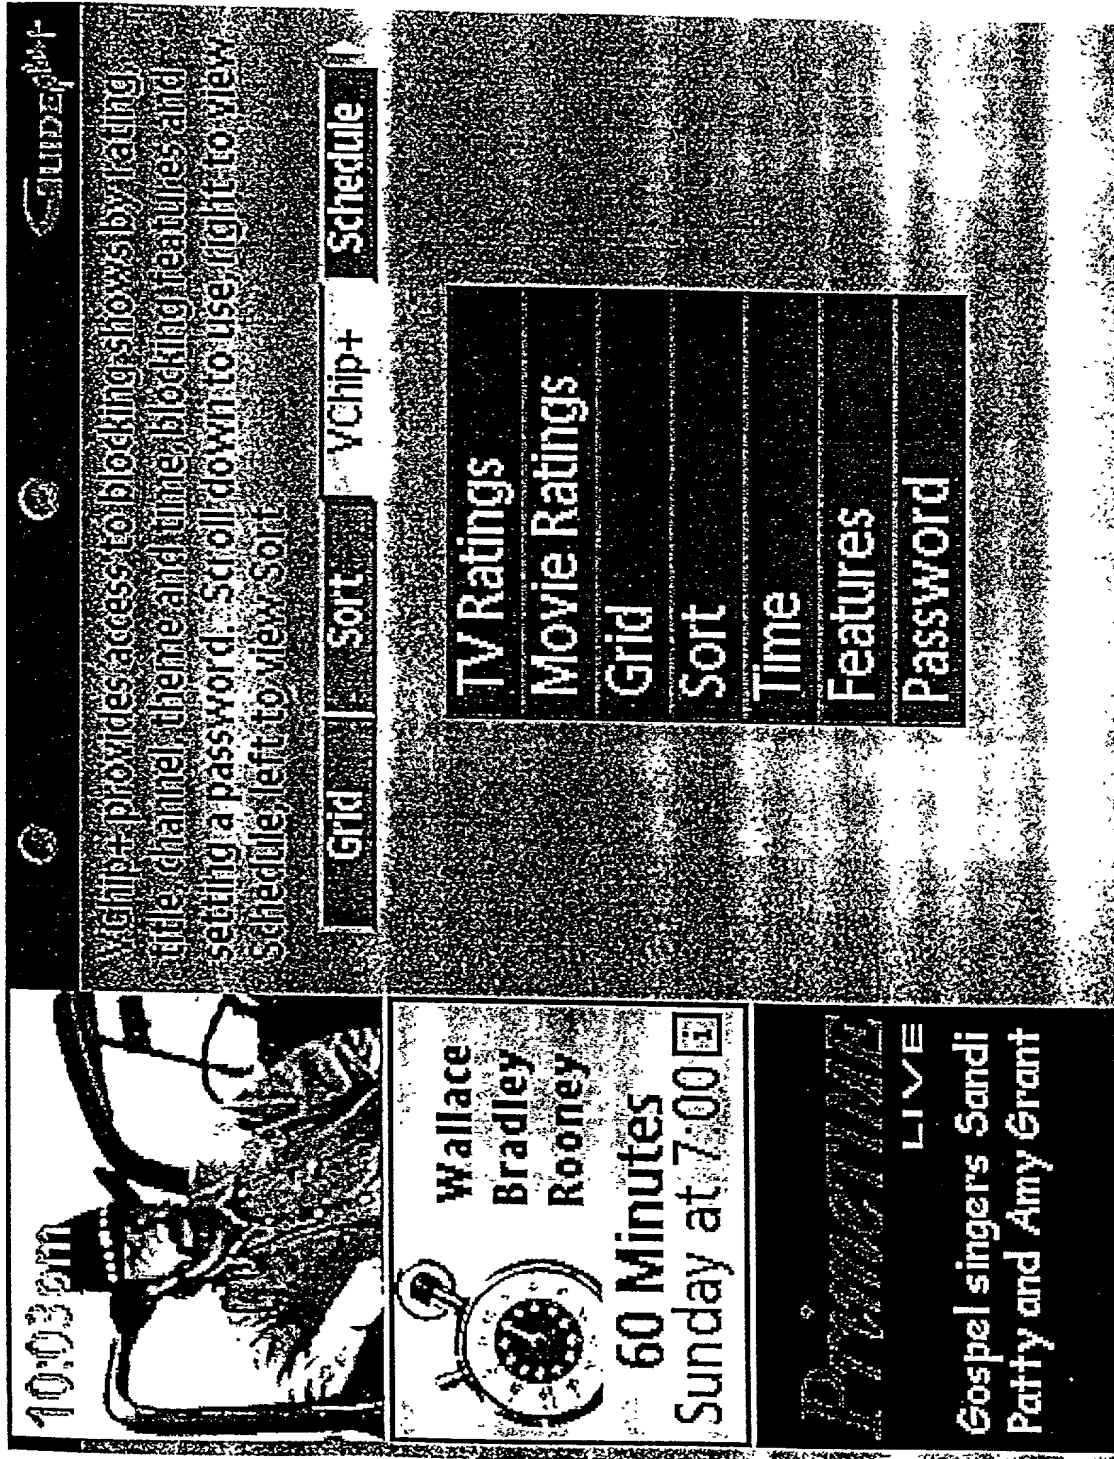 10:03pm
GUIDE Plus+
VChip+ provides access to blocking shows by rating,
title, channel, theme and time, blocking features and
setting a password. Scroll down to use, right to view
Schedule, left to view Sort
Grid
Sort
VChip+
Schedule
TV Ratings
Movie Ratings
Grid
Sort
Time
Features
Password
Wallace
Bradley
Rooney
60 Minutes
Sunday at 7:00 i
PrimeTime
LIVE
Gospel singers Sandi
Patty and Amy Grant